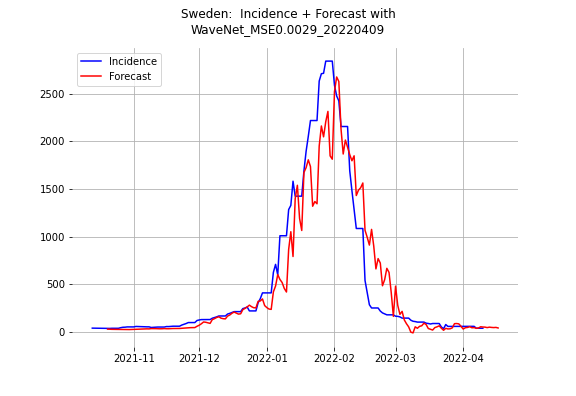 Sweden:  Incidence + Forecast with
WaveNet_MSE0.0029_20220409
Incidence
Forecast
2500
2000
1500
1000
500
0
2021-11 2021-12 2022-01 2022-02 2022-03 2022-04